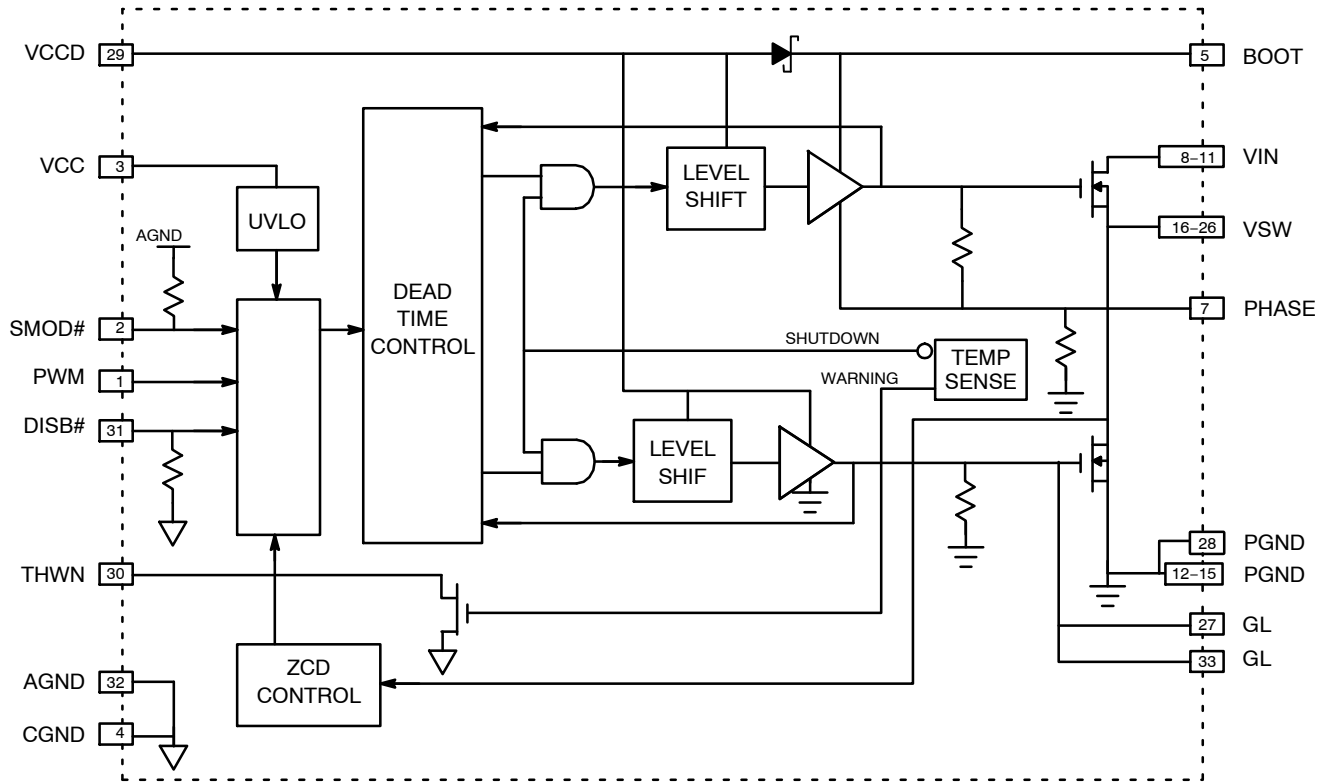 VCCD 29
5 BOOT
VCC 3
8–11 VIN
LEVEL
SHIFT
UVLO
16–26 VSW
AGND
DEAD
TIME
CONTROL
7 PHASE
SMOD# 2
SHUTDOWN
TEMP
SENSE
PWM 1
WARNING
DISB# 31
LEVEL
SHIF
28 PGND
THWN 30
12–15 PGND
27 GL
ZCD
CONTROL
33 GL
AGND 32
CGND 4